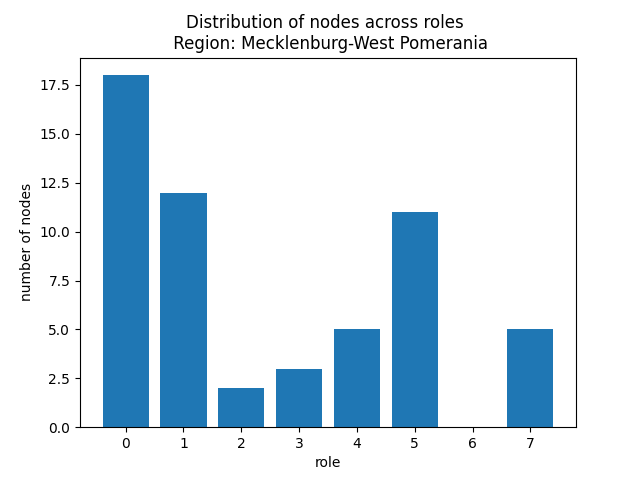 Distribution of nodes across roles
Region: Mecklenburg-West Pomerania
number of nodes
17.5
15.0
12.5
10.0
7.5
5.0
2.5
0.0
0 1 2 3 4 5 6 7
role